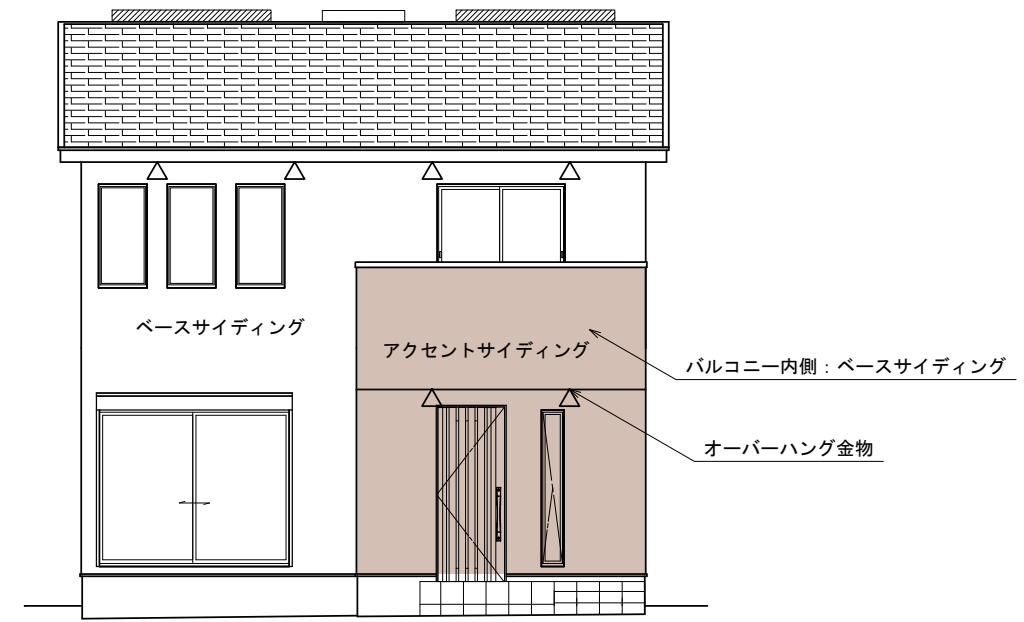 ベースサイディング
アクセントサイディング
バルコニー内側：ベースサイディング
オーバーハング金物